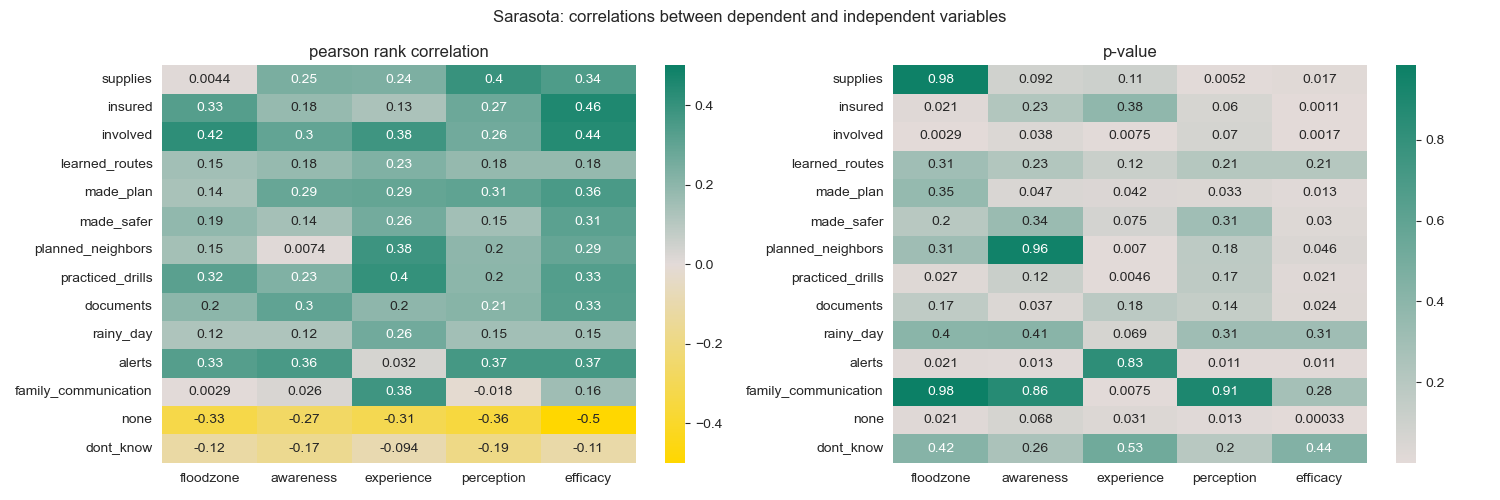 Sarasota: correlations between dependent and independent variables
pearson rank correlation
supplies 0.0044 0.25 0.24 0.4 0.34
insured 0.33 0.18 0.13 0.27 0.46
involved 0.42 0.3 0.38 0.26 0.44
learned_routes 0.15 0.18 0.23 0.18 0.18
made_plan 0.14 0.29 0.29 0.31 0.36
made_safer 0.19 0.14 0.26 0.15 0.31
planned_neighbors 0.15 0.0074 0.38 0.2 0.29
practiced_drills 0.32 0.23 0.4 0.2 0.33
documents 0.2 0.3 0.2 0.21 0.33
rainy_day 0.12 0.12 0.26 0.15 0.15
alerts 0.33 0.36 0.032 0.37 0.37
family_communication 0.0029 0.026 0.38 -0.018 0.16
none -0.33 -0.27 -0.31 -0.36 -0.5
dont_know -0.12 -0.17 -0.094 -0.19 -0.11
floodzone awareness experience perception efficacy
0.4
0.2
0.0
−0.2
−0.4
p-value
supplies 0.98 0.092 0.11 0.0052 0.017
insured 0.021 0.23 0.38 0.06 0.0011
involved 0.0029 0.038 0.0075 0.07 0.0017
learned_routes 0.31 0.23 0.12 0.21 0.21
made_plan 0.35 0.047 0.042 0.033 0.013
made_safer 0.2 0.34 0.075 0.31 0.03
planned_neighbors 0.31 0.96 0.007 0.18 0.046
practiced_drills 0.027 0.12 0.0046 0.17 0.021
documents 0.17 0.037 0.18 0.14 0.024
rainy_day 0.4 0.41 0.069 0.31 0.31
alerts 0.021 0.013 0.83 0.011 0.011
family_communication 0.98 0.86 0.0075 0.91 0.28
none 0.021 0.068 0.031 0.013 0.00033
dont_know 0.42 0.26 0.53 0.2 0.44
floodzone awareness experience perception efficacy
0.8
0.6
0.4
0.2